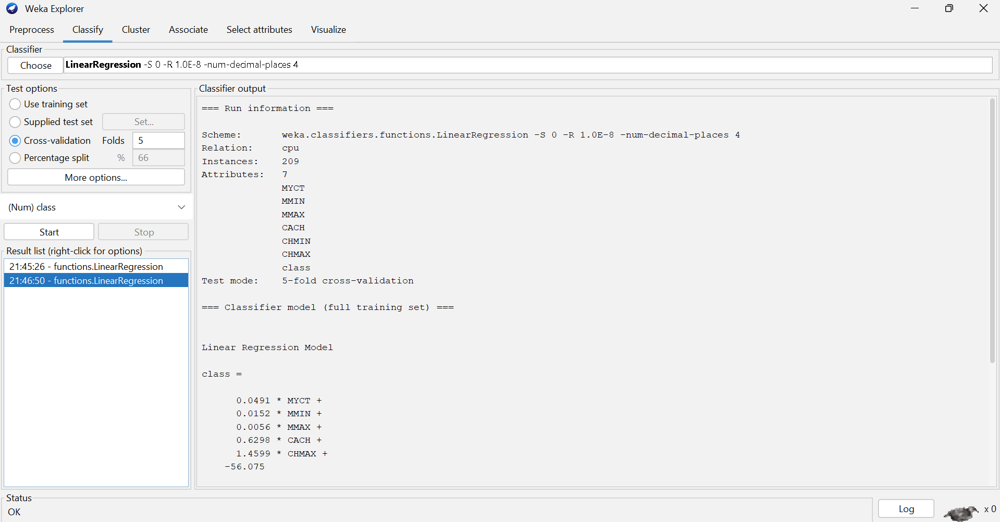 Weka Explorer
Preprocess Classify Cluster Associate Select attributes Visualize
Classifier
Choose LinearRegression -S 0 -R 1.0E-8 -num-decimal-places 4
Test options
Use training set
Supplied test set Set...
Cross-validation Folds 5
Percentage split % 66
More options...
(Num) class
Start Stop
Result list (right-click for options)
21:45:26 - functions.LinearRegression
21:46:50 - functions.LinearRegression
Classifier output
=== Run information ===
Scheme: weka.classifiers.functions.LinearRegression -S 0 -R 1.0E-8 -num-decimal-places 4
Relation: cpu
Instances: 209
Attributes: 7
MYCT
MMIN
MMAX
CACH
CHMIN
CHMAX
class
Test mode: 5-fold cross-validation
=== Classifier model (full training set) ===
Linear Regression Model
class =
0.0491 * MYCT +
0.0152 * MMIN +
0.0056 * MMAX +
0.6298 * CACH +
1.4599 * CHMAX +
-56.075
Status
OK
Log x 0